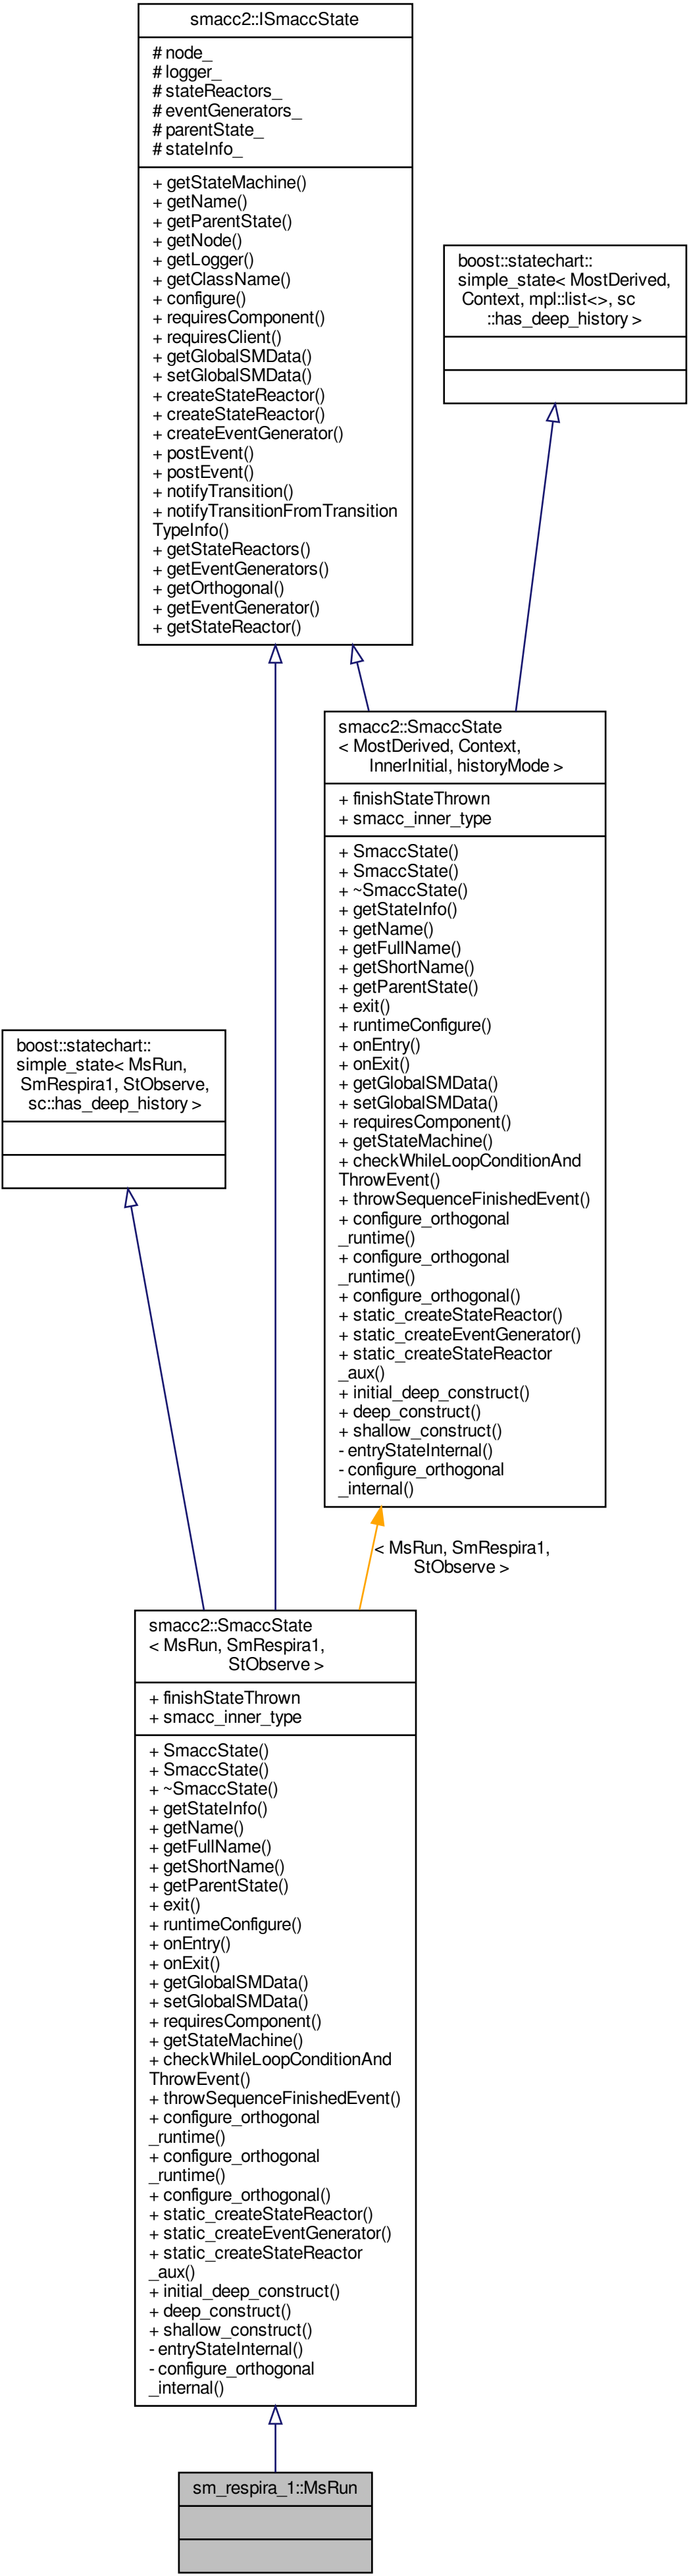 smacc2::ISmaccState
# node_
# logger_
# stateReactors_
# eventGenerators_
# parentState_
# stateInfo_
+ getStateMachine()
+ getName()
+ getParentState()
+ getNode()
+ getLogger()
+ getClassName()
+ configure()
+ requiresComponent()
+ requiresClient()
+ getGlobalSMData()
+ setGlobalSMData()
+ createStateReactor()
+ createStateReactor()
+ createEventGenerator()
+ postEvent()
+ postEvent()
+ notifyTransition()
+ notifyTransitionFromTransition
TypeInfo()
+ getStateReactors()
+ getEventGenerators()
+ getOrthogonal()
+ getEventGenerator()
+ getStateReactor()
boost::statechart::
simple_state< MostDerived,
Context, mpl::list<>, sc
::has_deep_history >
smacc2::SmaccState
< MostDerived, Context,
InnerInitial, historyMode >
+ finishStateThrown
+ smacc_inner_type
+ SmaccState()
+ SmaccState()
+ ~SmaccState()
+ getStateInfo()
+ getName()
+ getFullName()
+ getShortName()
+ getParentState()
+ exit()
+ runtimeConfigure()
+ onEntry()
+ onExit()
+ getGlobalSMData()
+ setGlobalSMData()
+ requiresComponent()
+ getStateMachine()
+ checkWhileLoopConditionAnd
ThrowEvent()
+ throwSequenceFinishedEvent()
+ configure_orthogonal
_runtime()
+ configure_orthogonal
_runtime()
+ configure_orthogonal()
+ static_createStateReactor()
+ static_createEventGenerator()
+ static_createStateReactor
_aux()
+ initial_deep_construct()
+ deep_construct()
+ shallow_construct()
- entryStateInternal()
- configure_orthogonal
_internal()
boost::statechart::
simple_state< MsRun,
SmRespira1, StObserve,
sc::has_deep_history >
< MsRun, SmRespira1,
StObserve >
smacc2::SmaccState
< MsRun, SmRespira1,
StObserve >
+ finishStateThrown
+ smacc_inner_type
+ SmaccState()
+ SmaccState()
+ ~SmaccState()
+ getStateInfo()
+ getName()
+ getFullName()
+ getShortName()
+ getParentState()
+ exit()
+ runtimeConfigure()
+ onEntry()
+ onExit()
+ getGlobalSMData()
+ setGlobalSMData()
+ requiresComponent()
+ getStateMachine()
+ checkWhileLoopConditionAnd
ThrowEvent()
+ throwSequenceFinishedEvent()
+ configure_orthogonal
_runtime()
+ configure_orthogonal
_runtime()
+ configure_orthogonal()
+ static_createStateReactor()
+ static_createEventGenerator()
+ static_createStateReactor
_aux()
+ initial_deep_construct()
+ deep_construct()
+ shallow_construct()
- entryStateInternal()
- configure_orthogonal
_internal()
sm_respira_1::MsRun